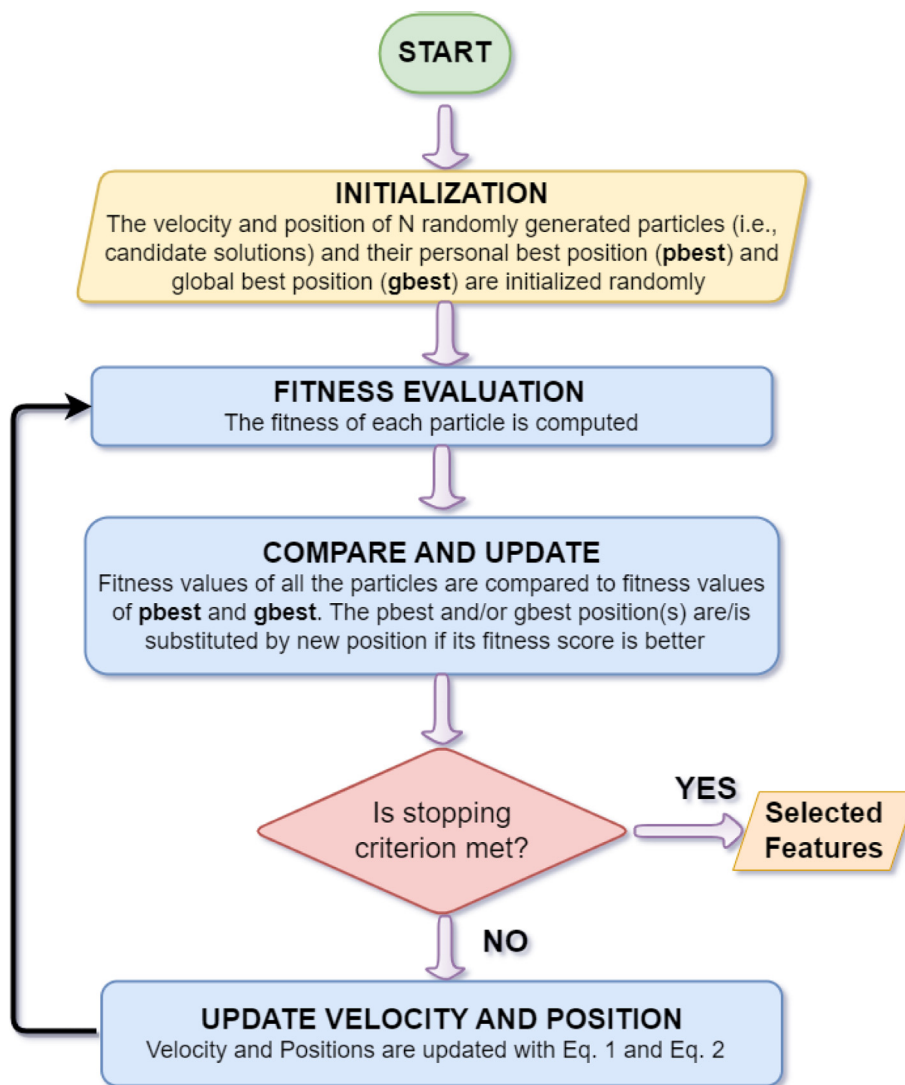 START
INITIALIZATION
The velocity and position of N randomly generated particles (i.e.,
candidate solutions) and their personal best position (pbest) and
global best position (gbest) are initialized randomly
FITNESS EVALUATION
The fitness of each particle is computed
COMPARE AND UPDATE
Fitness values of all the particles are compared to fitness values
of pbest and gbest. The pbest and/or gbest position(s) are/is
substituted by new position if its fitness score is better
Is stopping
criterion met?
YES
Selected
Features
NO
UPDATE VELOCITY AND POSITION
Velocity and Positions are updated with Eq. 1 and Eq. 2